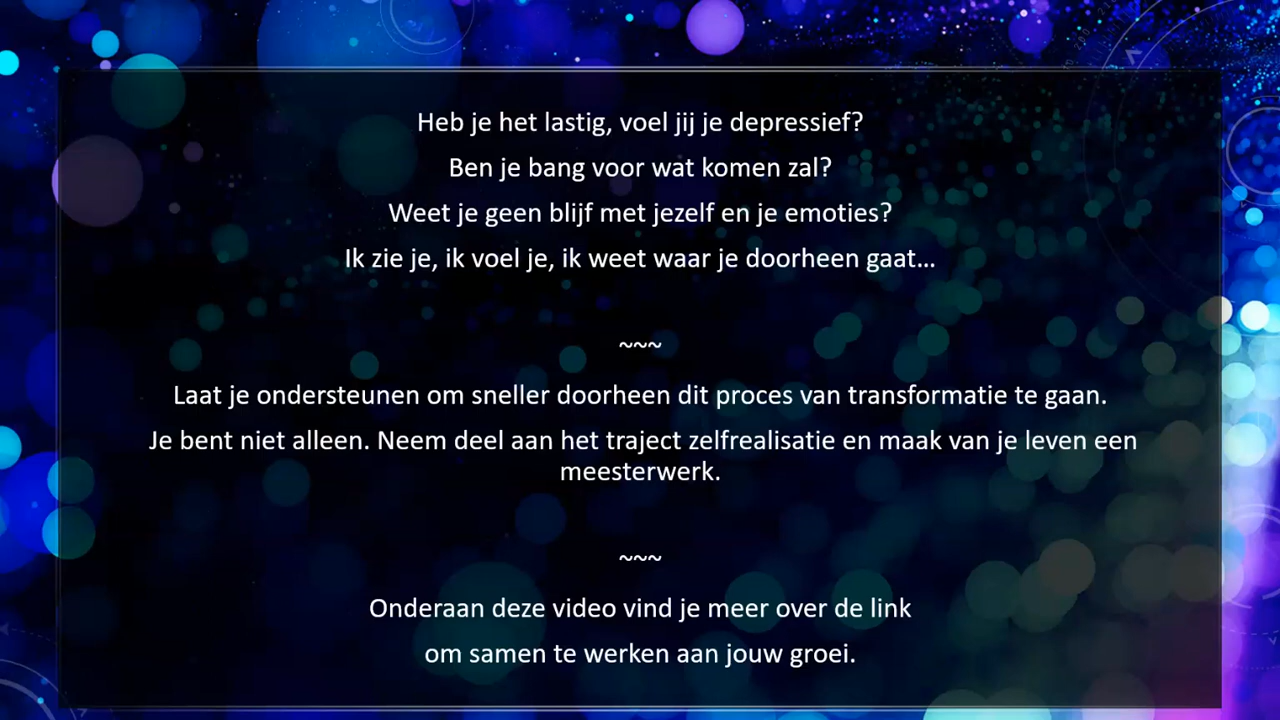 Heb je het lastig, voel jij je depressief?
Ben je bang voor wat komen zal?
Weet je geen blijf met jezelf en je emoties?
Ik zie je, ik voel je, ik weet waar je doorheen gaat...
~~~
Laat je ondersteunen om sneller doorheen dit proces van transformatie te gaan.
Je bent niet alleen. Neem deel aan het traject zelfrealisatie en maak van je leven een
meesterwerk.
~~~
Onderaan deze video vind je meer over de link
om samen te werken aan jouw groei.